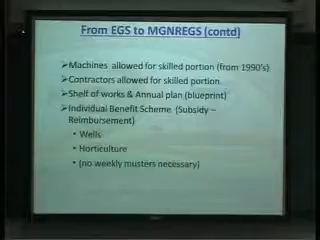 From EGS to MGNREGS (contd)
➢Machines allowed for skilled portion (from 1990's)
➢Contractors allowed for skilled portion
➢Shelf of works & Annual plan (blueprint)
➢Individual Benefit Scheme (Subsidy –
Reimbursement)
• Wells
• Horticulture
• (no weekly musters necessary)